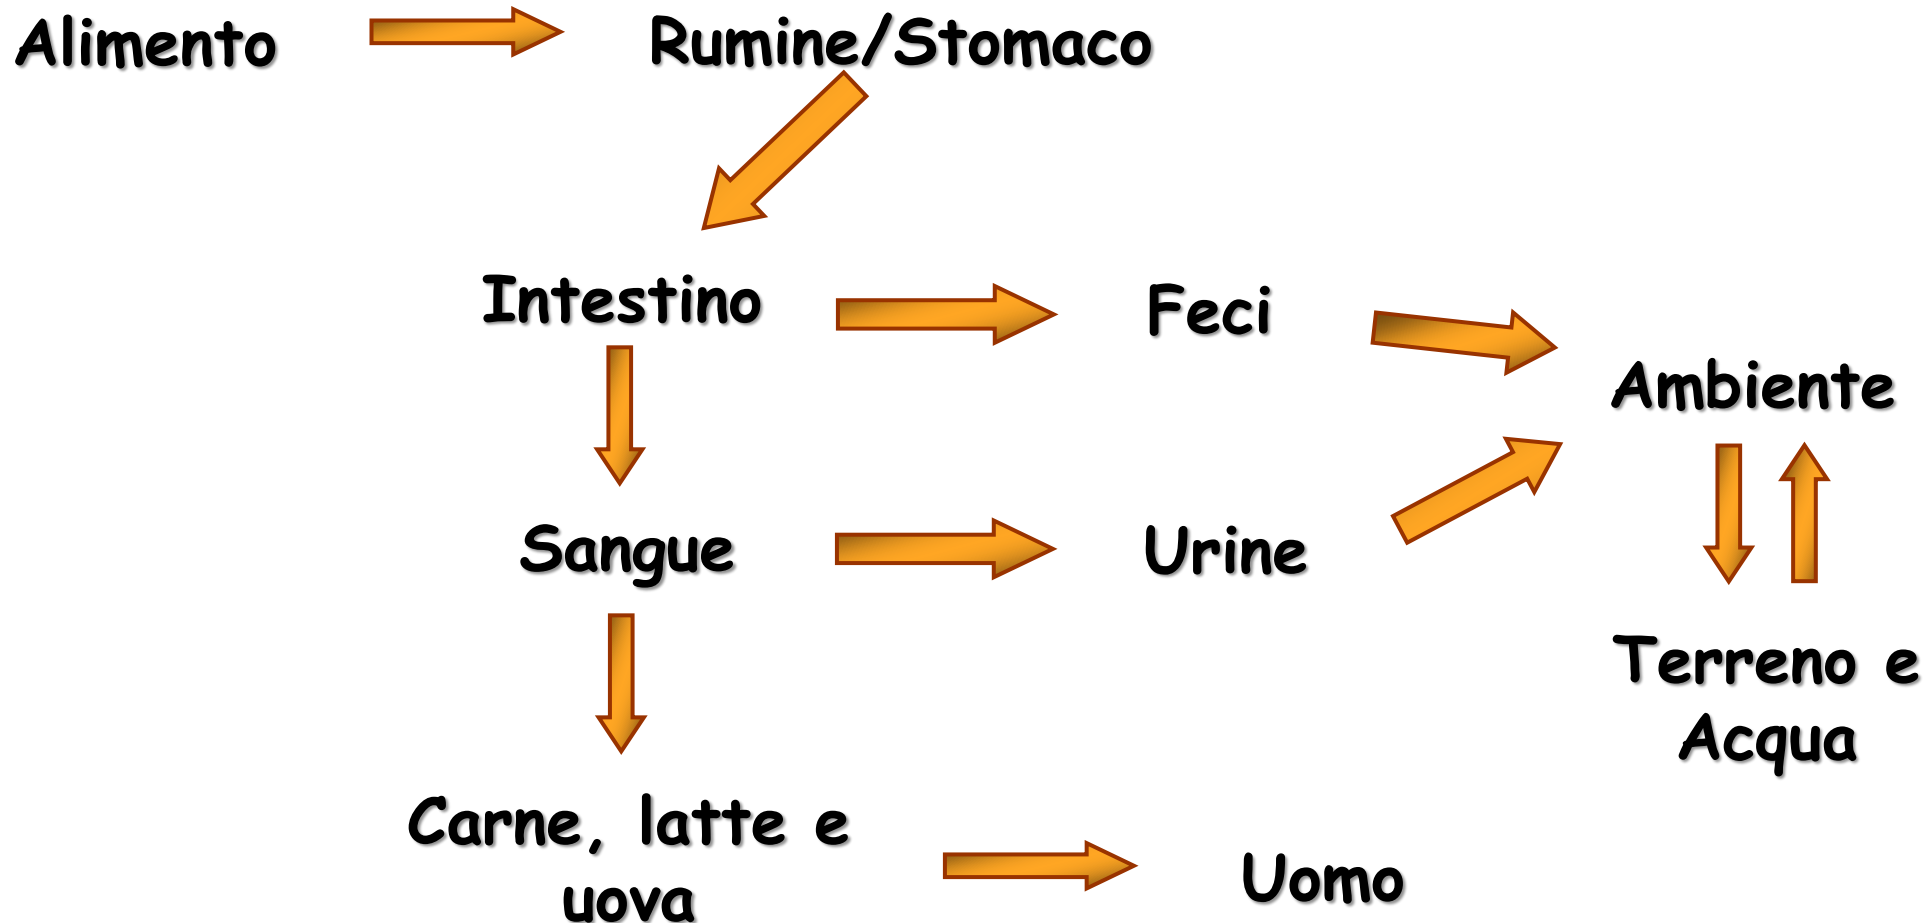 Alimento
Rumine/Stomaco
Intestino
Feci
Ambiente
Sangue
Urine
Terreno e
Acqua
Carne, latte e
uova
Uomo